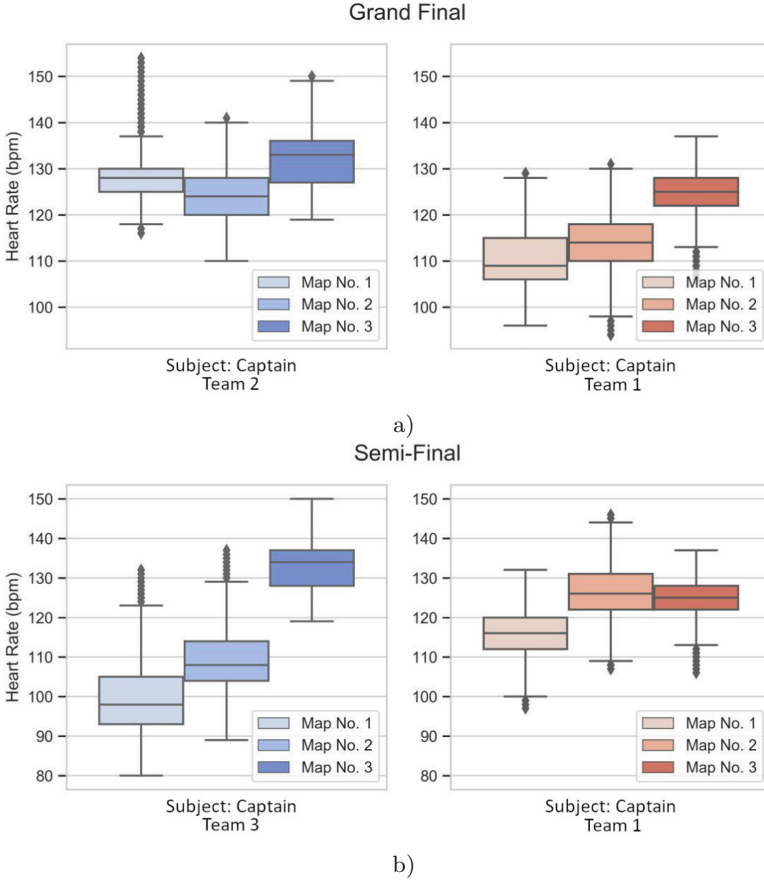 Grand Final
Heart Rate (bpm)
150
140
130
120
110
100
Map No. 1
Map No. 2
Map No. 3
Subject: Captain
Team 2
150
140
130
120
110
100
Map No. 1
Map No. 2
Map No. 3
Subject: Captain
Team 1
a)
Semi-Final
Heart Rate (bpm)
150
140
130
120
110
100
90
80
Map No. 1
Map No. 2
Map No. 3
Subject: Captain
Team 3
150
140
130
120
110
100
90
80
Map No. 1
Map No. 2
Map No. 3
Subject: Captain
Team 1
b)